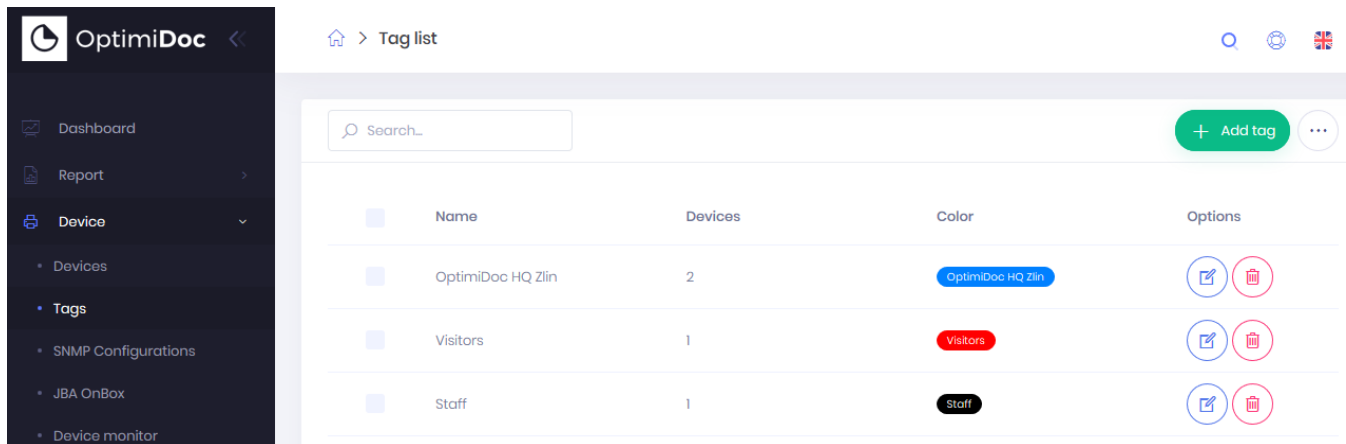 OptimiDoc
Tag list
Dashboard
Report
Device
Devices
Tags
SNMP Configurations
JBA OnBox
Device monitor
Search...
+ Add tag
Name Devices Color Options
OptimiDoc HQ Zlin 2 OptimiDoc HQ Zlin
Visitors 1 Visitors
Staff 1 Staff